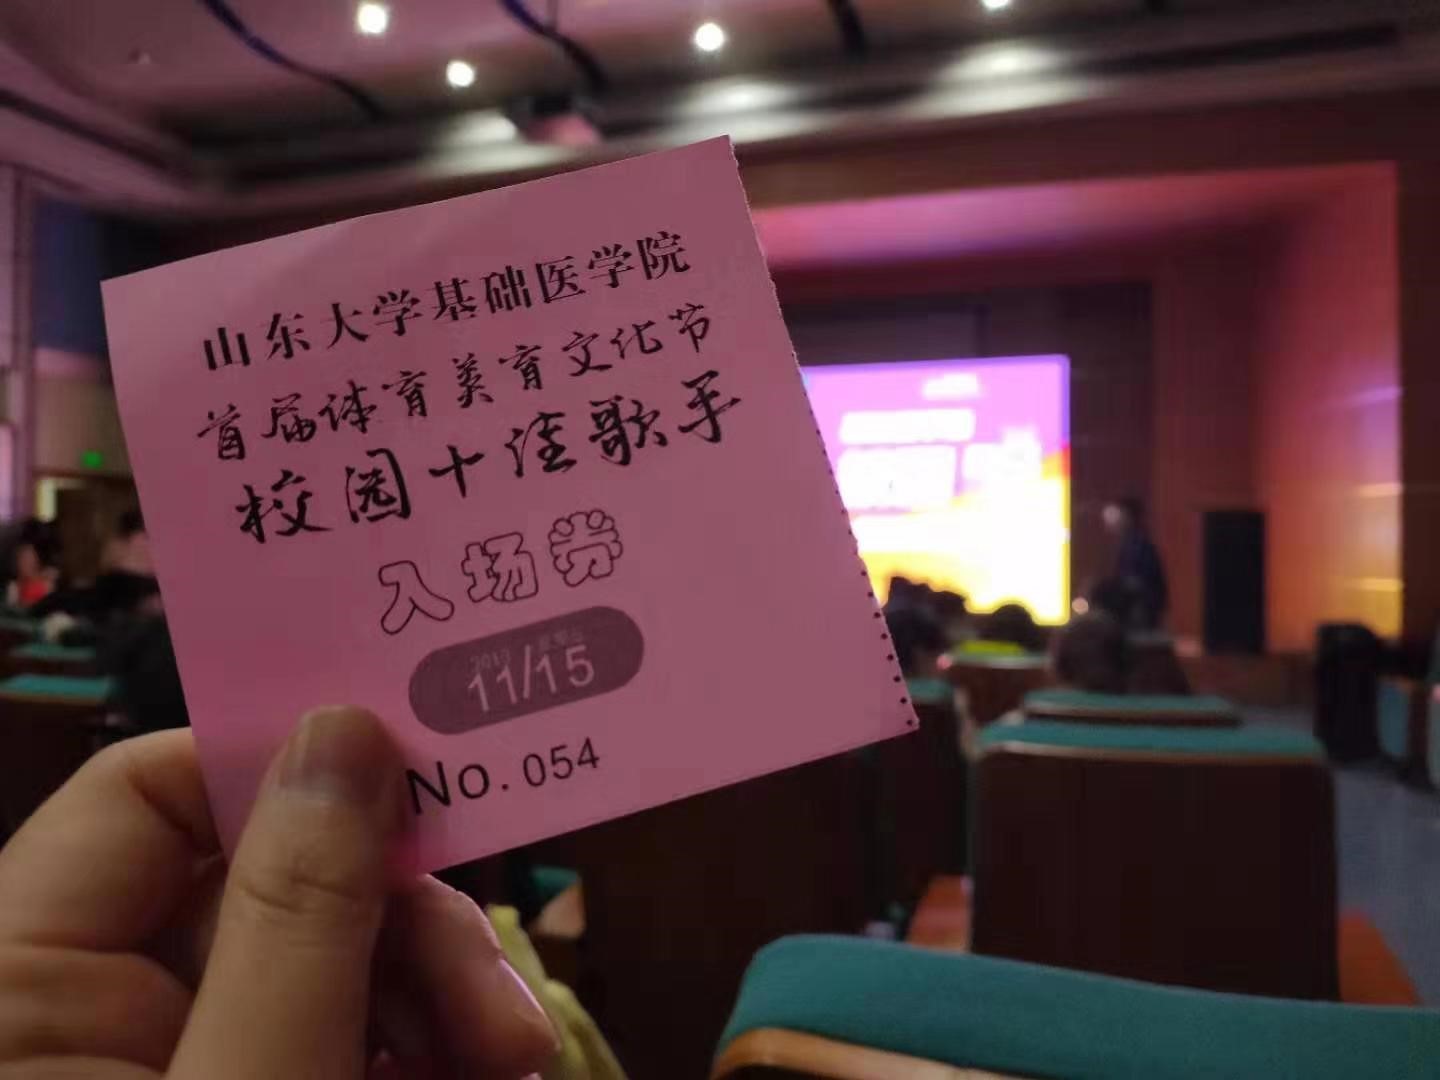 山东大学基础医学院
首届体育美育文化节
校园十佳歌手
入场券
11/15
No. 054